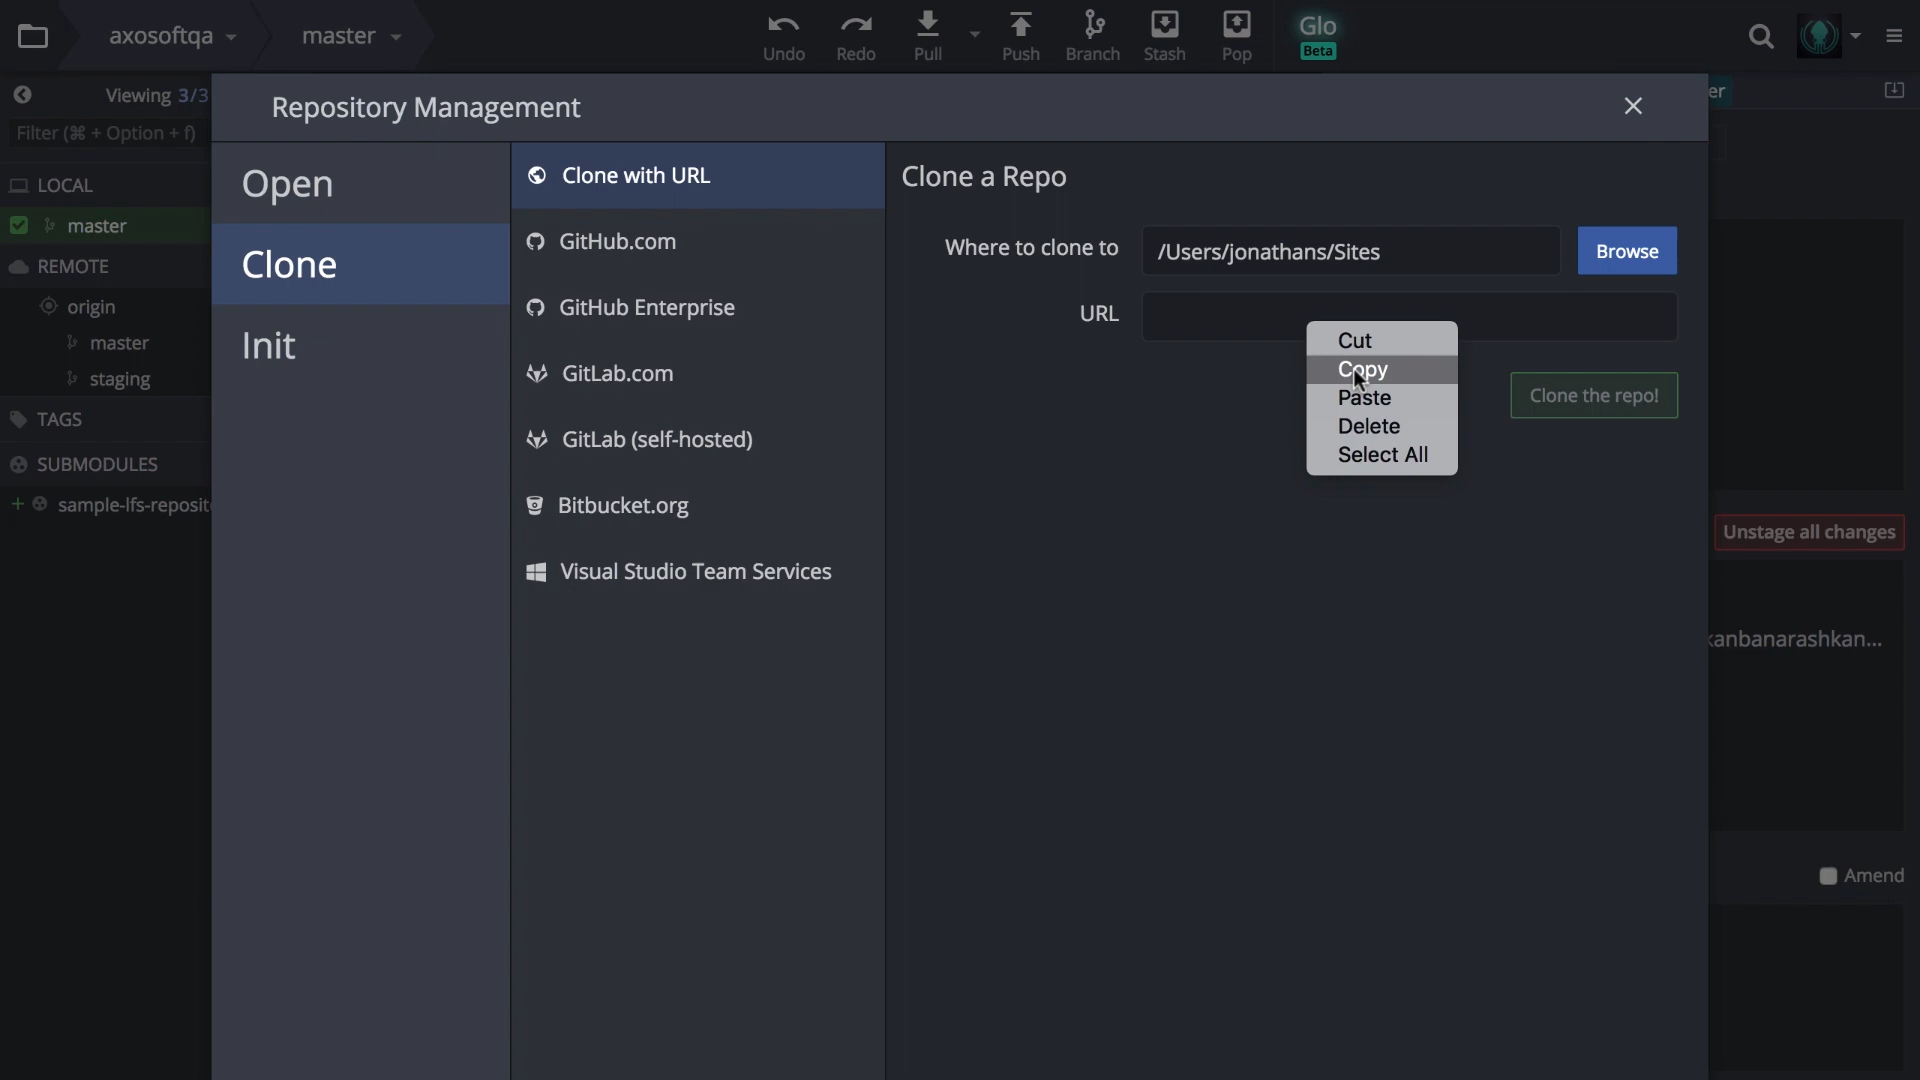 axosoftqa
master
Undo
Redo
Pull
Push
Branch
Stash
Pop
Glo
Beta
Viewing 3/3
Filter (⌘ + Option + f)
LOCAL
master
REMOTE
origin
master
staging
TAGS
SUBMODULES
+ sample-lfs-reposit
Repository Management
Open
Clone
Init
Clone with URL
GitHub.com
GitHub Enterprise
GitLab.com
GitLab (self-hosted)
Bitbucket.org
Visual Studio Team Services
Clone a Repo
Where to clone to
/Users/jonathans/Sites
Browse
URL
Cut
Copy
Paste
Delete
Select All
Clone the repo!
er
Unstage all changes
kanbanarashkan...
Amend